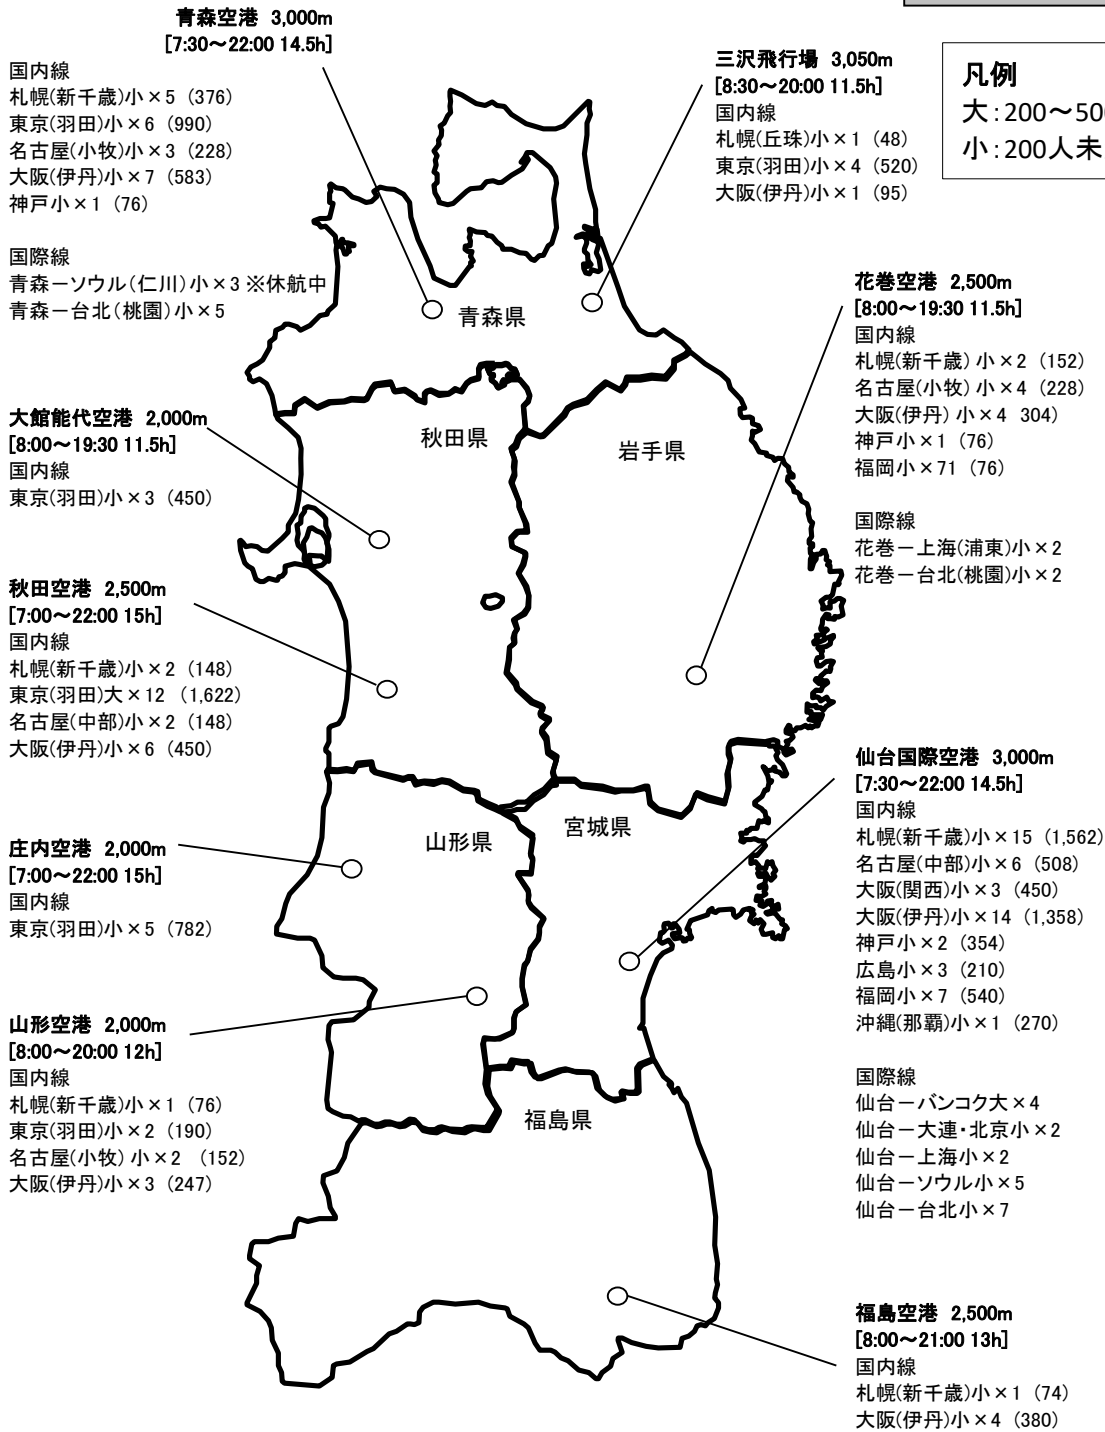 青森空港 3,000m
[7:30～22:00 14.5h]
国内線
札幌(新千歳)小×5 (376)
東京(羽田)小×6 (990)
名古屋(小牧)小×3 (228)
大阪(伊丹)小×7 (583)
神戸小×1 (76)
国際線
青森－ソウル(仁川)小×3 ※休航中
青森－台北(桃園)小×5
三沢飛行場 3,050m
[8:30～20:00 11.5h]
国内線
札幌(丘珠)小×1 (48)
東京(羽田)小×4 (520)
大阪(伊丹)小×1 (95)
凡例
大:200～50
小:200人未
花巻空港 2,500m
[8:00～19:30 11.5h]
国内線
札幌(新千歳) 小×2 (152)
名古屋(小牧) 小×4 (228)
大阪(伊丹) 小×4 304)
神戸小×1 (76)
福岡小×71 (76)
国際線
花巻－上海(浦東)小×2
花巻－台北(桃園)小×2
大館能代空港 2,000m
[8:00～19:30 11.5h]
国内線
東京(羽田)小×3 (450)
秋田空港 2,500m
[7:00～22:00 15h]
国内線
札幌(新千歳)小×2 (148)
東京(羽田)大×12 (1,622)
名古屋(中部)小×2 (148)
大阪(伊丹)小×6 (450)
庄内空港 2,000m
[7:00～22:00 15h]
国内線
東京(羽田)小×5 (782)
山形空港 2,000m
[8:00～20:00 12h]
国内線
札幌(新千歳)小×1 (76)
東京(羽田)小×2 (190)
名古屋(小牧) 小×2 (152)
大阪(伊丹)小×3 (247)
仙台国際空港 3,000m
[7:30～22:00 14.5h]
国内線
札幌(新千歳)小×15 (1,562)
名古屋(中部)小×6 (508)
大阪(関西)小×3 (450)
大阪(伊丹)小×14 (1,358)
神戸小×2 (354)
広島小×3 (210)
福岡小×7 (540)
沖縄(那覇)小×1 (270)
国際線
仙台－バンコク大×4
仙台－大連・北京小×2
仙台－上海小×2
仙台－ソウル小×5
仙台－台北小×7
福島空港 2,500m
[8:00～21:00 13h]
国内線
札幌(新千歳)小×1 (74)
大阪(伊丹)小×4 (380)
青森県
秋田県
岩手県
山形県
宮城県
福島県